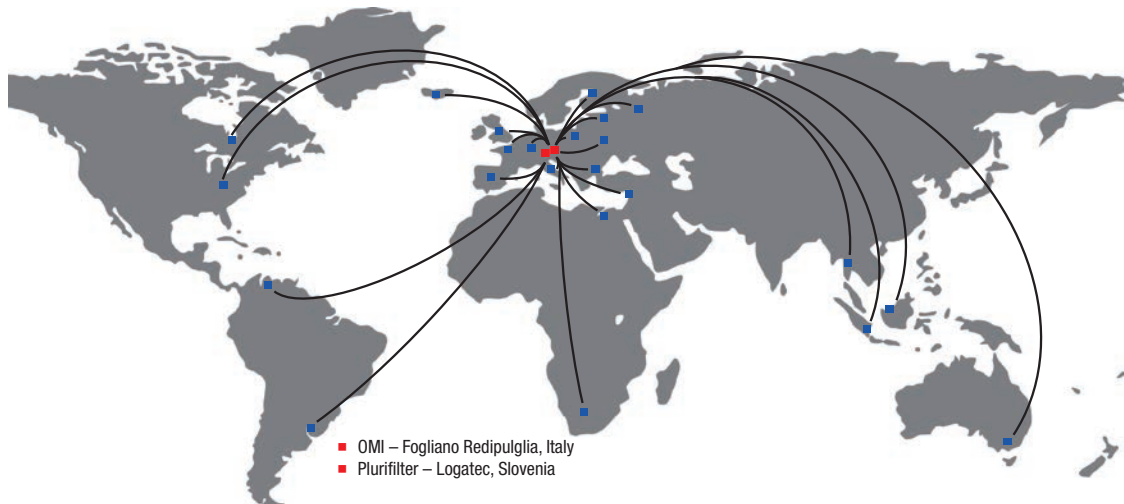 OMI – Fogliano Redipulglia, Italy
Plurifilter – Logatec, Slovenia